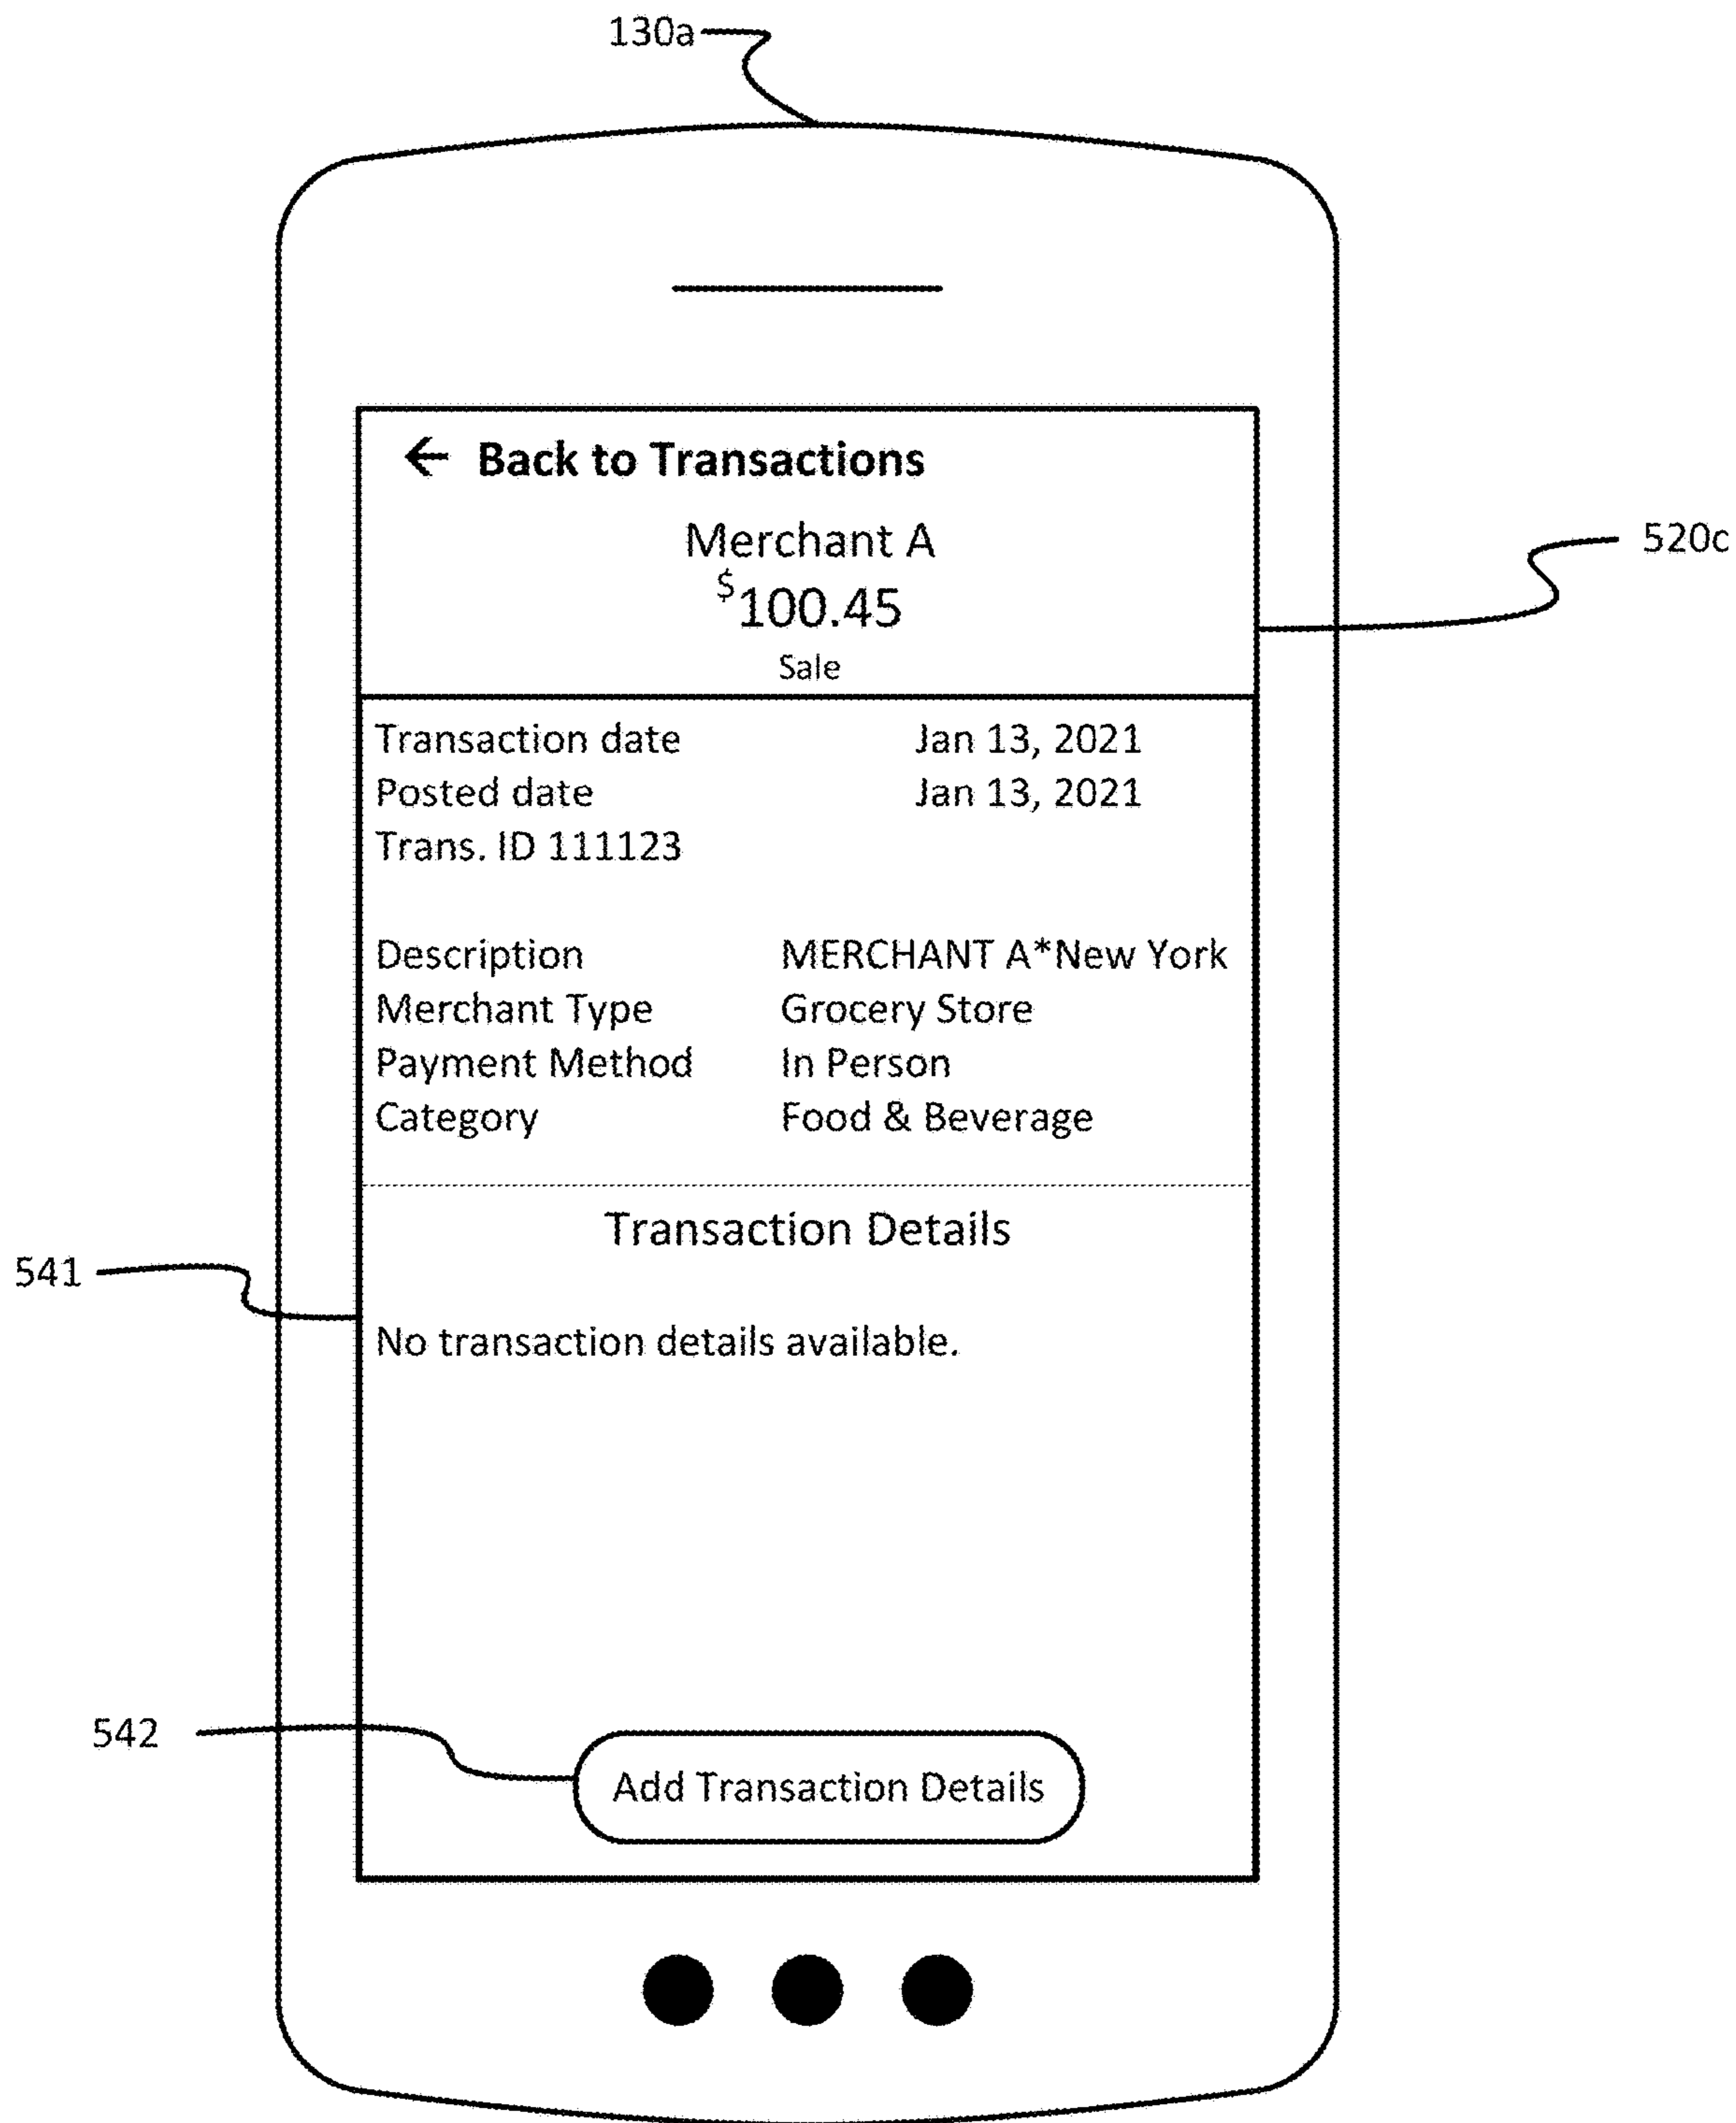 130a
← Back to Transactions
Merchant A
520c
$100.45
Sale
Transaction date Jan 13, 2021
Posted date Jan 13, 2021
Trans. ID 111123
Description MERCHANT A*New York
Merchant Type Grocery Store
Payment Method In Person
Category Food & Beverage
Transaction Details
541
No transaction details available.
542
Add Transaction Details